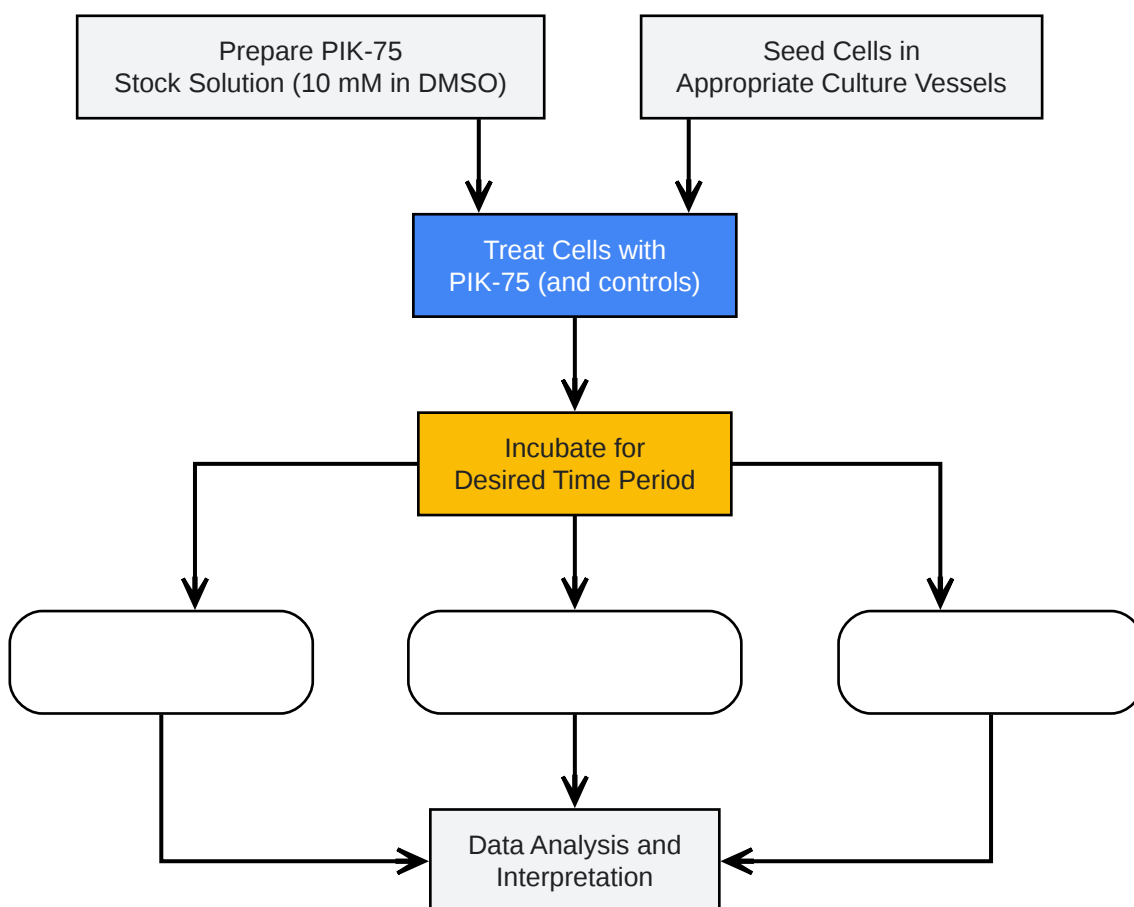 Prepare PIK-75
Stock Solution (10 mM in DMSO)
Seed Cells in
Appropriate Culture Vessels
Treat Cells with
PIK-75 (and controls)
Incubate for
Desired Time Period
Data Analysis and
Interpretation